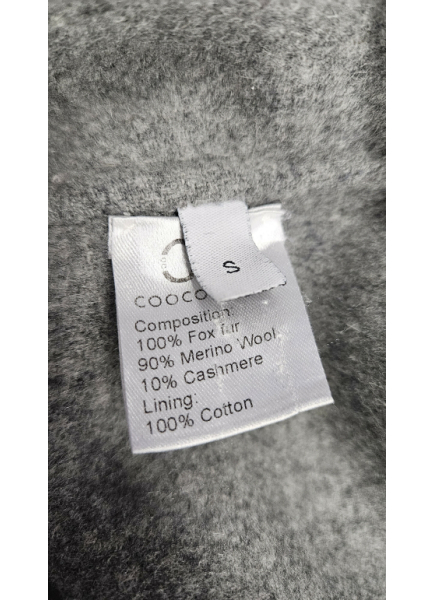 S
COOCO
Composition:
100% Fox fur
90% Merino Wool
10% Cashmere
Lining:
100% Cotton